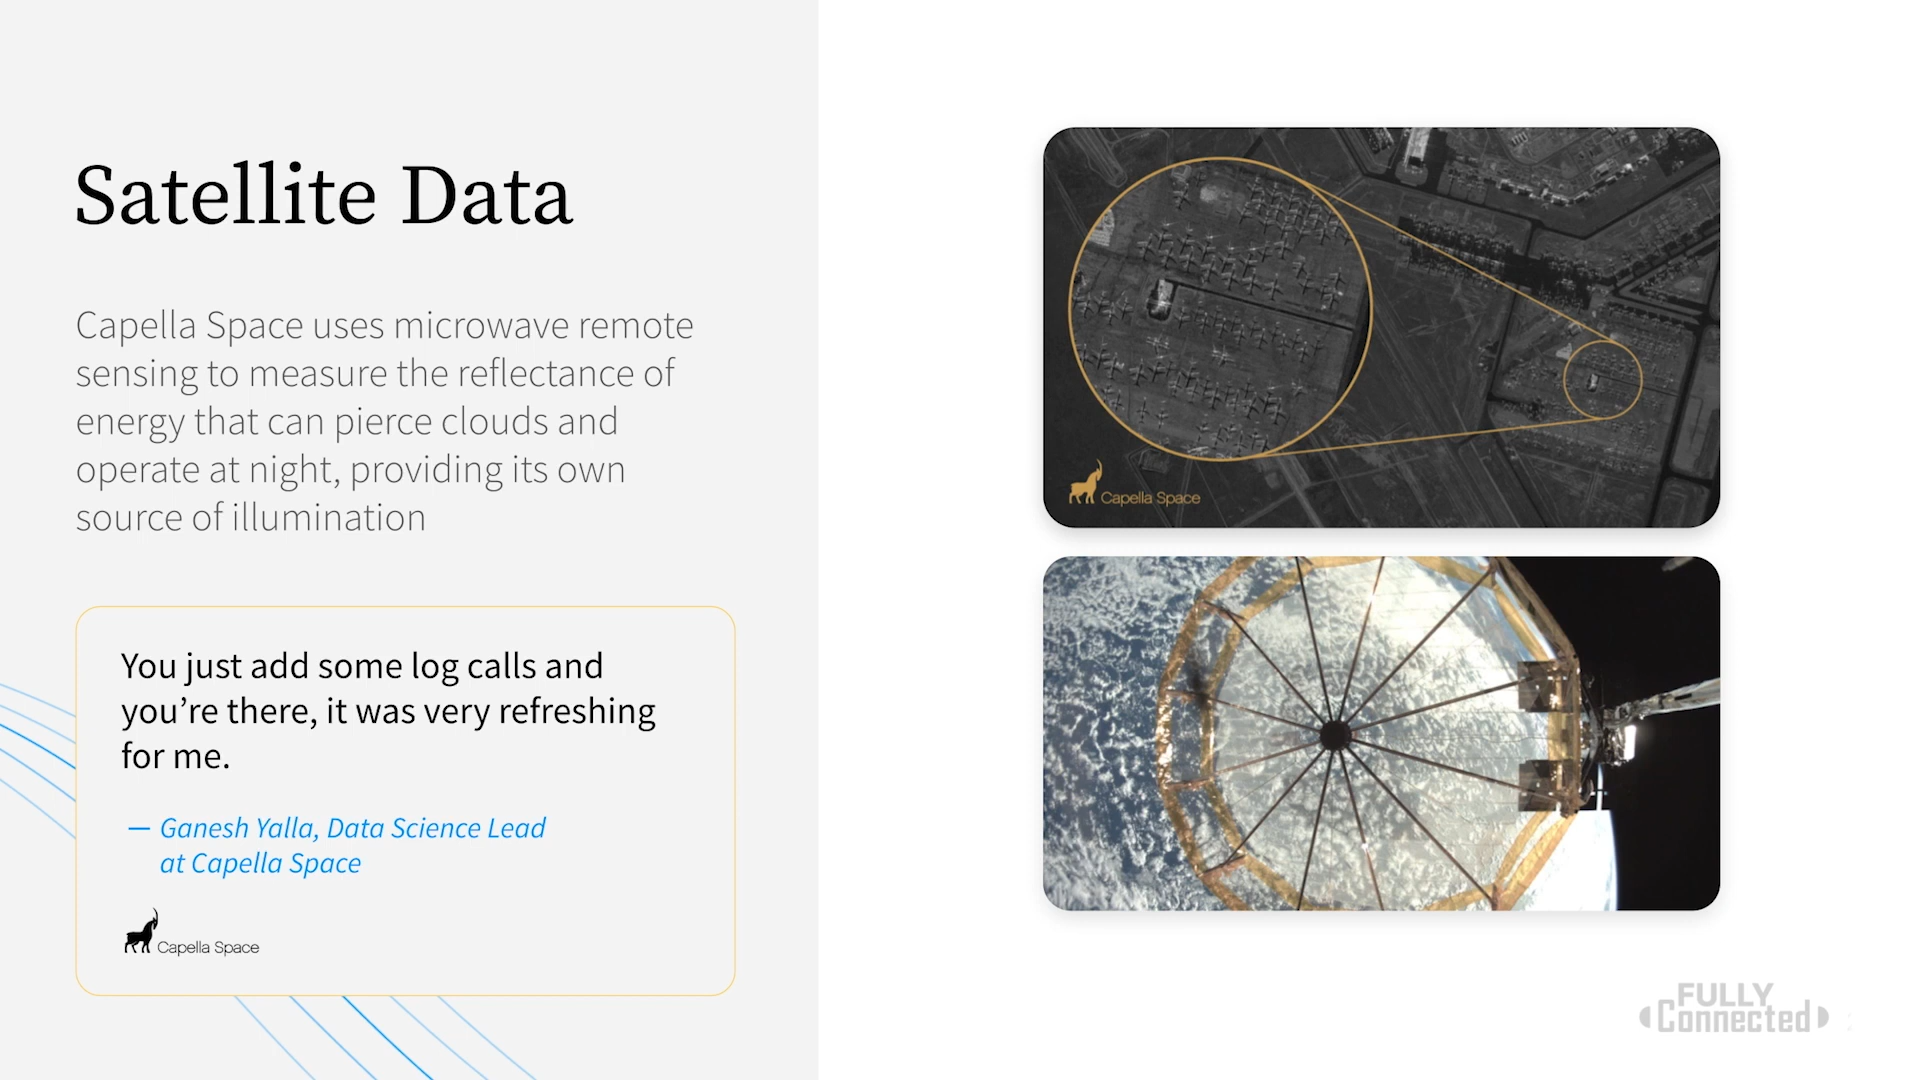 Satellite Data
Capella Space uses microwave remote
sensing to measure the reflectance of
energy that can pierce clouds and
operate at night, providing its own
source of illumination
You just add some log calls and
you’re there, it was very refreshing
for me.
— Ganesh Yalla, Data Science Lead
at Capella Space
Capella Space
Capella Space
FULLY
Connected